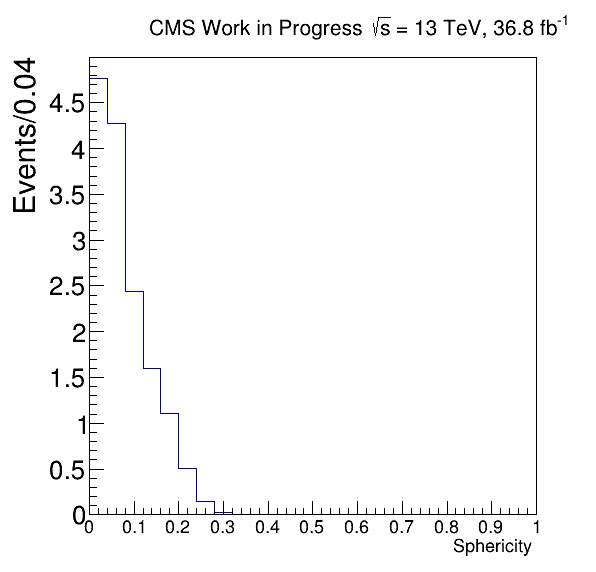 CMS Work in Progress √s = 13 TeV, 36.8 fb⁻¹
Events/0.04
4.5
4
3.5
3
2.5
2
1.5
1
0.5
0
0 0.1 0.2 0.3 0.4 0.5 0.6 0.7 0.8 0.9 1
Sphericity